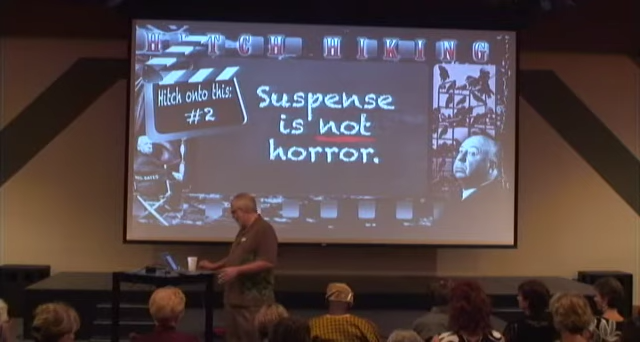 HITCH HIKING
Hitch onto this:
#2
Suspense
is not
horror.